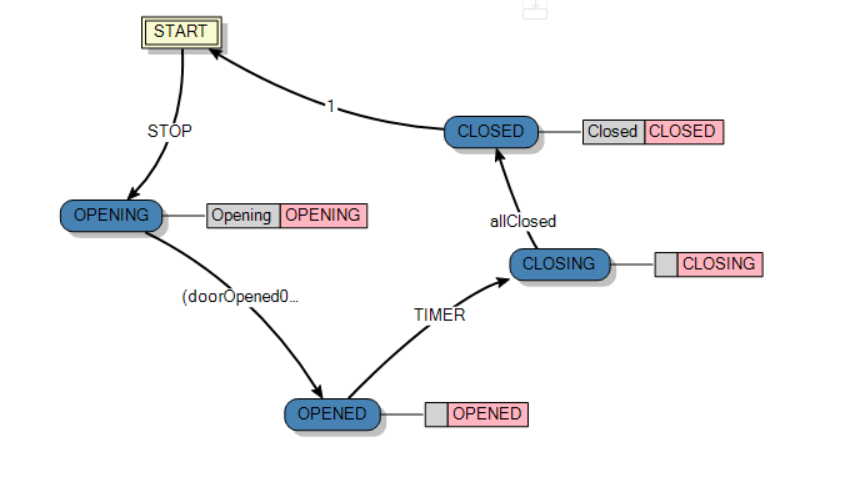 START
1
STOP
CLOSED
Closed CLOSED
OPENING
Opening OPENING
allClosed
CLOSING
CLOSING
(doorOpened0...
TIMER
OPENED
OPENED